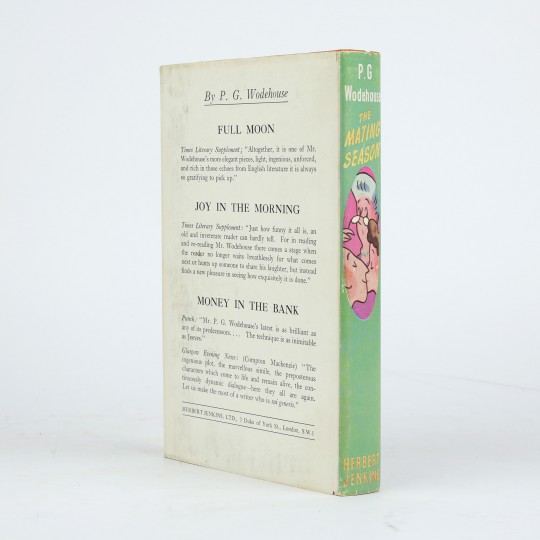 By P. G. Wodehouse
FULL MOON
Times Literary Supplement; "Altogether, it is one of Mr.
Wodehouse's more elegant pieces, light, ingenious, unforced,
and rich in those echoes from English literature it is always
so gratifying to pick up."
JOY IN THE MORNING
Times Literary Supplement: "Just how funny it all is, an
old and inveterate reader can hardly tell. For in reading
and re-reading Mr. Wodehouse there comes a stage when
the reader no longer waits breathlessly for what comes
next or hunts up someone to share his laughter, but instead
finds a new pleasure in seeing how exquisitely it is done."
MONEY IN THE BANK
Punch: "Mr. P. G. Wodehouse's latest is as brilliant as
any of its predecessors.... The technique is as inimitable
as Jeeves."
Glasgow Evening News: (Compton Mackenzie) "The
ingenious plot, the marvellous simile, the preposterous
characters which come to life and remain alive, the con-
tinuously dynamic dialogue—here they all are again.
Let us make the most of a writer who is sui generis."
HERBERT JENKINS, LTD., 3 Duke of York St., London, S.W.1
P.G
Wodehouse
THE
MATING
SEASON
HERBERT
JENKINS